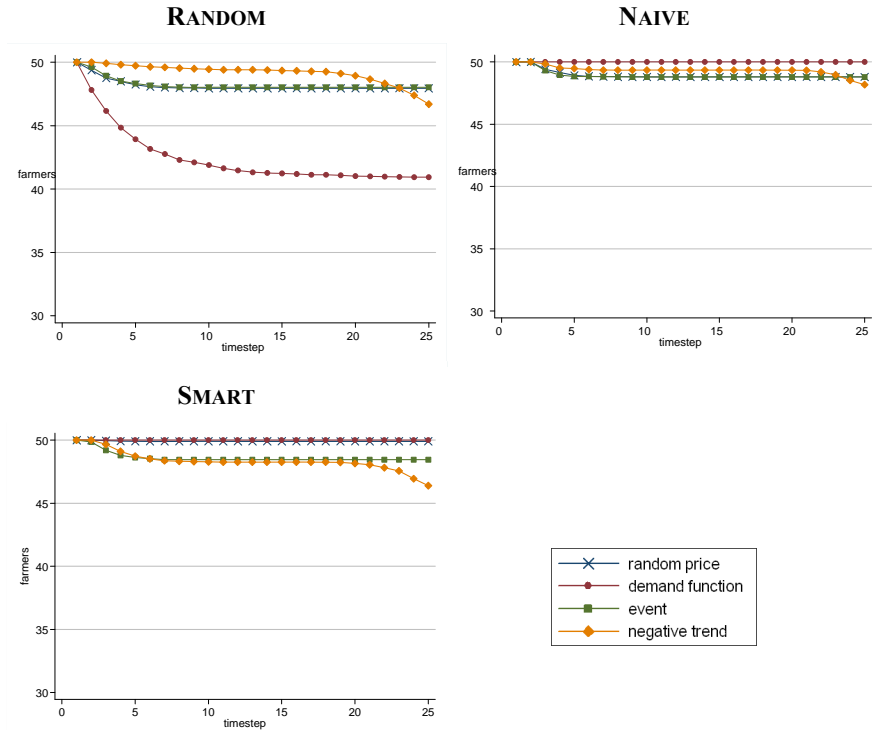 RANDOM
NAIVE
50
45
farmers
40
35
30
0 5 10 15 20 25
timestep
50
45
farmers
40
35
30
0 5 10 15 20 25
timestep
SMART
50
45
40
farmers
35
30
0 5 10 15 20 25
timestep
random price
demand function
event
negative trend